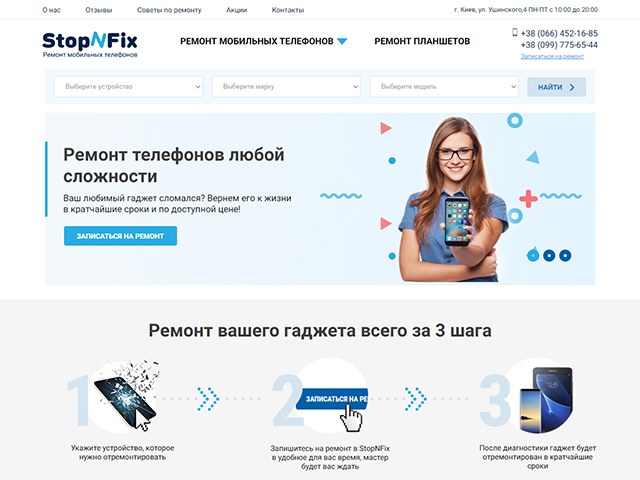 О нас Отзывы Советы по ремонту Акции Контакты г. Киев, ул. Ушинского,4 ПН-ПТ с 10:00 до 20:00
StopNFix
Ремонт мобильных телефонов
РЕМОНТ МОБИЛЬНЫХ ТЕЛЕФОНОВ РЕМОНТ ПЛАНШЕТОВ
+38 (066) 452-16-85
+38 (099) 775-65-44
Записаться на ремонт
Выберите устройство Выберите марку Выберите модель НАЙТИ
Ремонт телефонов любой
сложности
Ваш любимый гаджет сломался? Вернем его к жизни
в кратчайшие сроки и по доступной цене!
ЗАПИСАТЬСЯ НА РЕМОНТ
Ремонт вашего гаджета всего за 3 шага
1
Укажите устройство, которое
нужно отремонтировать
2
ЗАПИСАТЬСЯ НА РЕ
Запишитесь на ремонт в StopNFix
в удобное для вас время, мастер
будет вас ждать
3
После диагностики гаджет будет
отремонтирован в кратчайшие
сроки